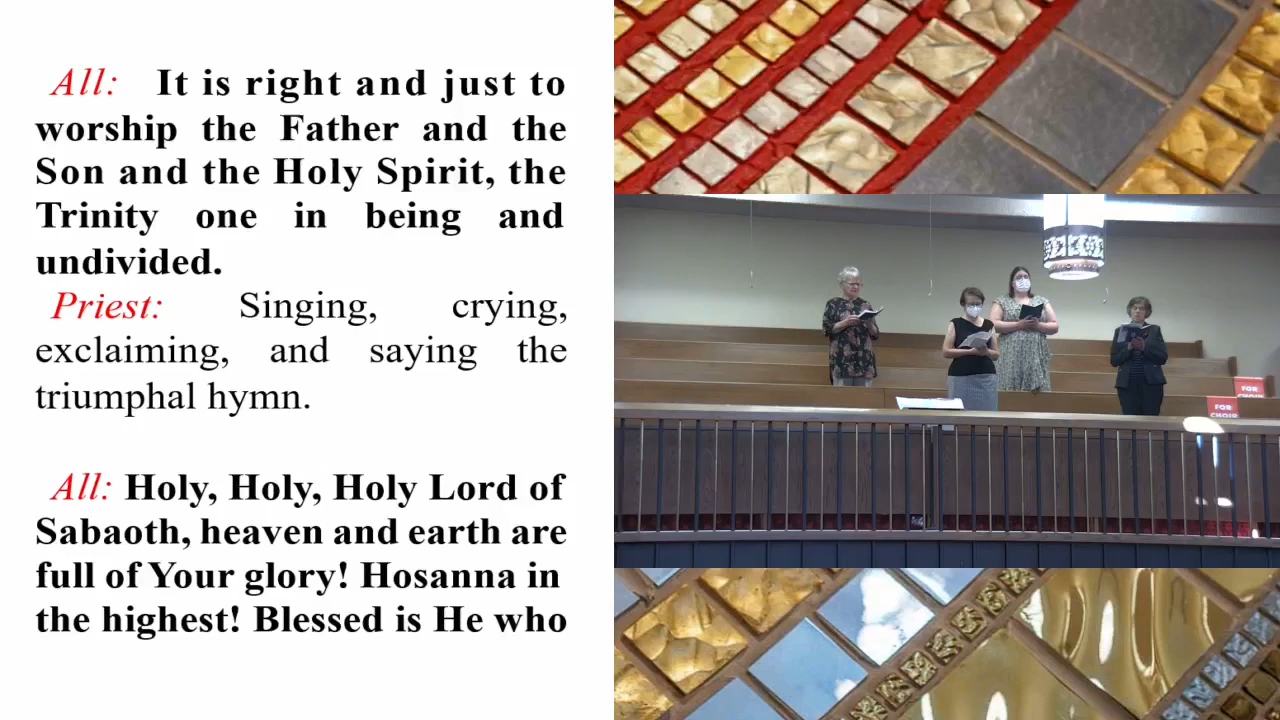 All: It is right and just to
worship the Father and the
Son and the Holy Spirit, the
Trinity one in being and
undivided.
Priest: Singing, crying,
exclaiming, and saying the
triumphal hymn.
All: Holy, Holy, Holy Lord of
Sabaoth, heaven and earth are
full of Your glory! Hosanna in
the highest! Blessed is He who
FOR
CHOIR
FOR
CHOIR